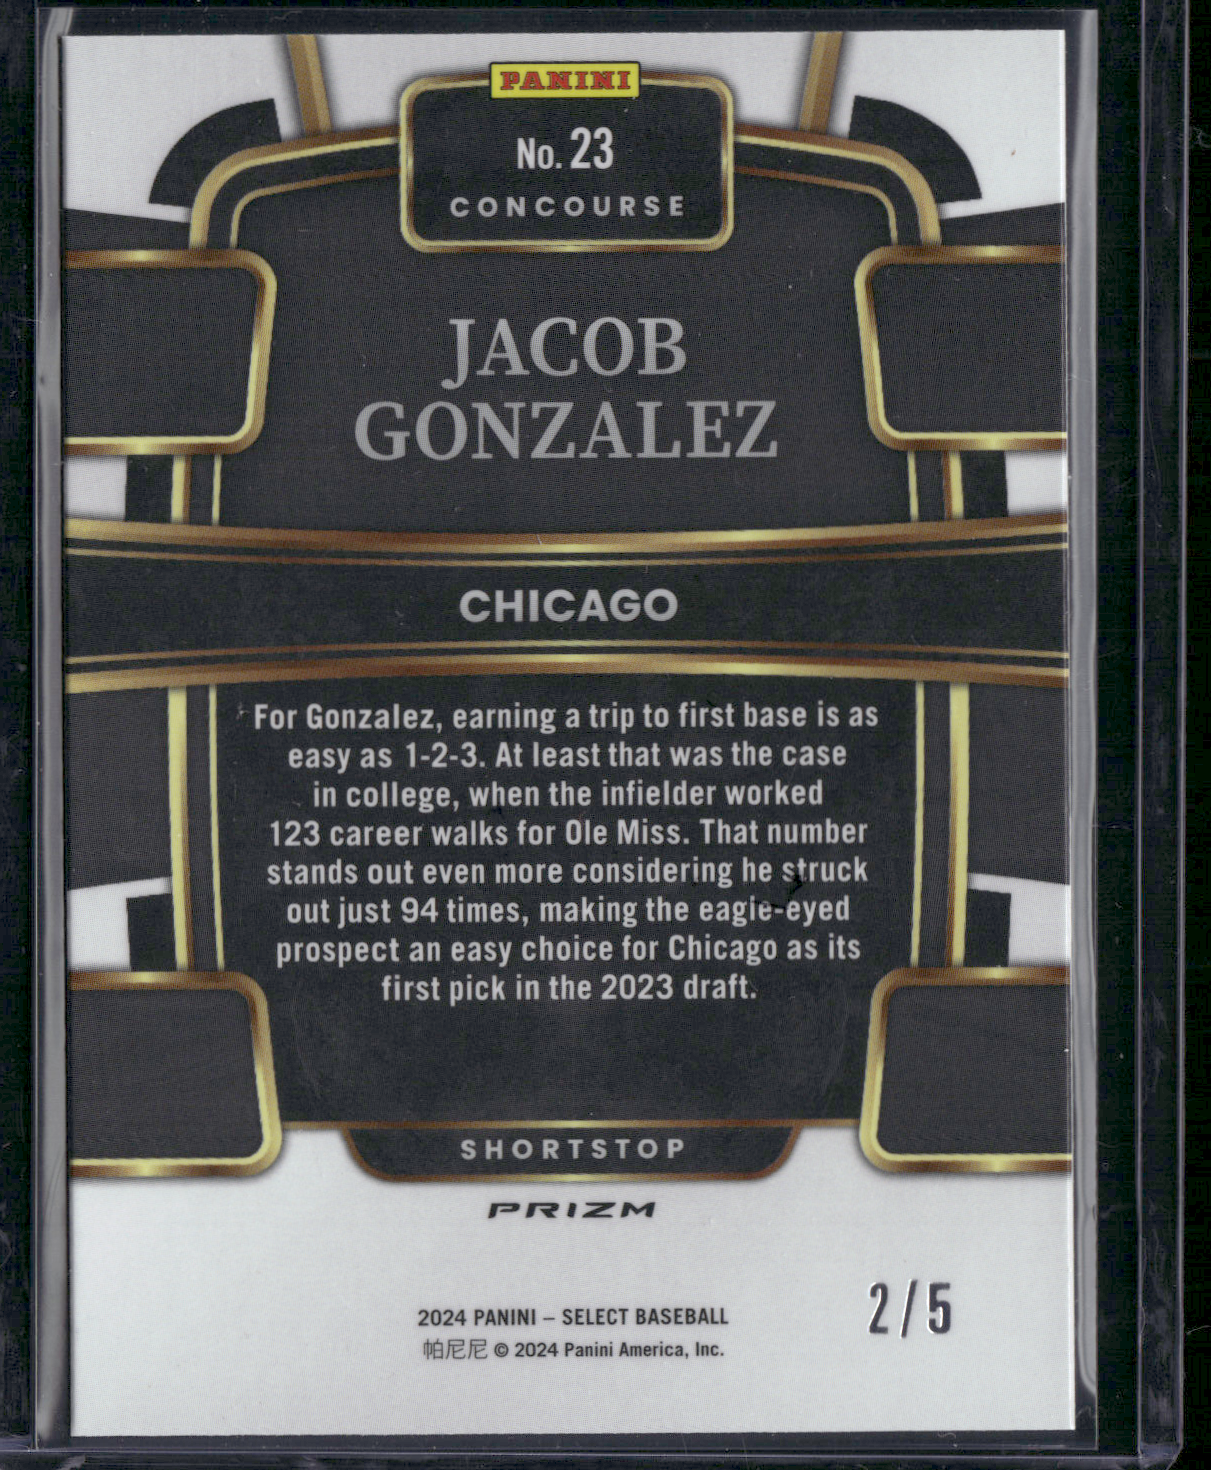 PANINI
No. 23
CONCOURSE
JACOB
GONZALEZ
CHICAGO
For Gonzalez, earning a trip to first base is as
easy as 1-2-3. At least that was the case
in college, when the infielder worked
123 career walks for Ole Miss. That number
stands out even more considering he struck
out just 94 times, making the eagle-eyed
prospect an easy choice for Chicago as its
first pick in the 2023 draft.
SHORTSTOP
PRIZM
2/5
2024 PANINI – SELECT BASEBALL
帕尼尼 © 2024 Panini America, Inc.